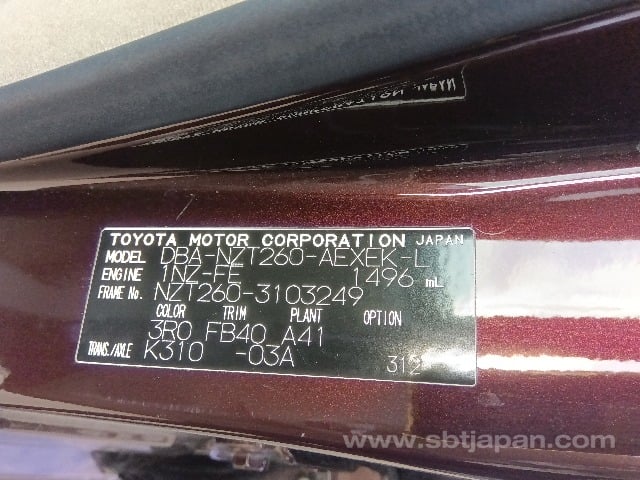 TOYOTA MOTOR CORPORATION JAPAN
MODEL DBA-NZT260-AEXEK-L
ENGINE 1NZ-FE 1496 mL
FRAME No. NZT260-3103249
COLOR TRIM PLANT OPTION
3R0 FB40 A41
TRANS./AXLE K310 -03A 312
www.sbtjapan.com